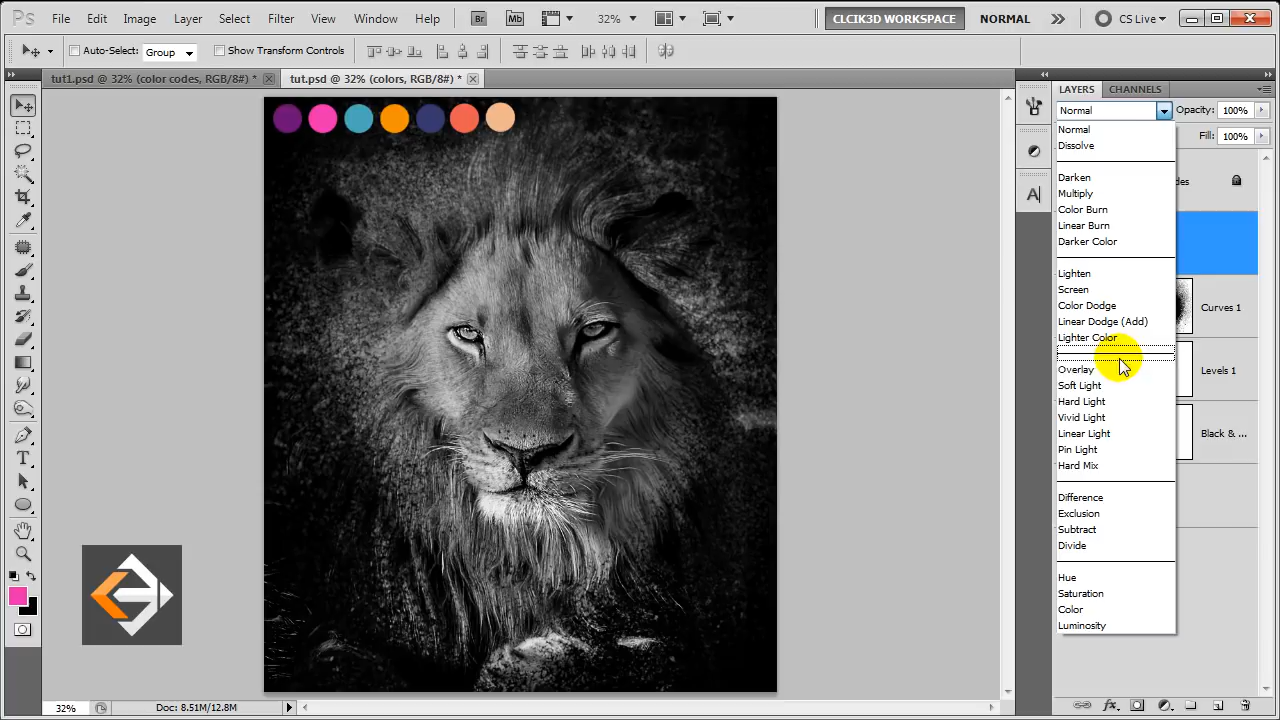 Ps File Edit Image Layer Select Filter View Window Help Br Mb 32% CLCIK3D WORKSPACE NORMAL CS Live
Auto-Select: Group Show Transform Controls
tut1.psd @ 32% (color codes, RGB/8#) * tut.psd @ 32% (colors, RGB/8#) *
LAYERS CHANNELS
Normal Opacity: 100%
Normal Fill: 100%
Dissolve
Darken
des
Multiply
Color Burn
Linear Burn
Darker Color
Lighten
Screen
Color Dodge Curves 1
Linear Dodge (Add)
Lighter Color
Overlay Levels 1
Soft Light
Hard Light
Vivid Light
Linear Light Black & ...
Pin Light
Hard Mix
Difference
Exclusion
Subtract
Divide
Hue
Saturation
Color
Luminosity
32% Doc: 8.51M/12.8M